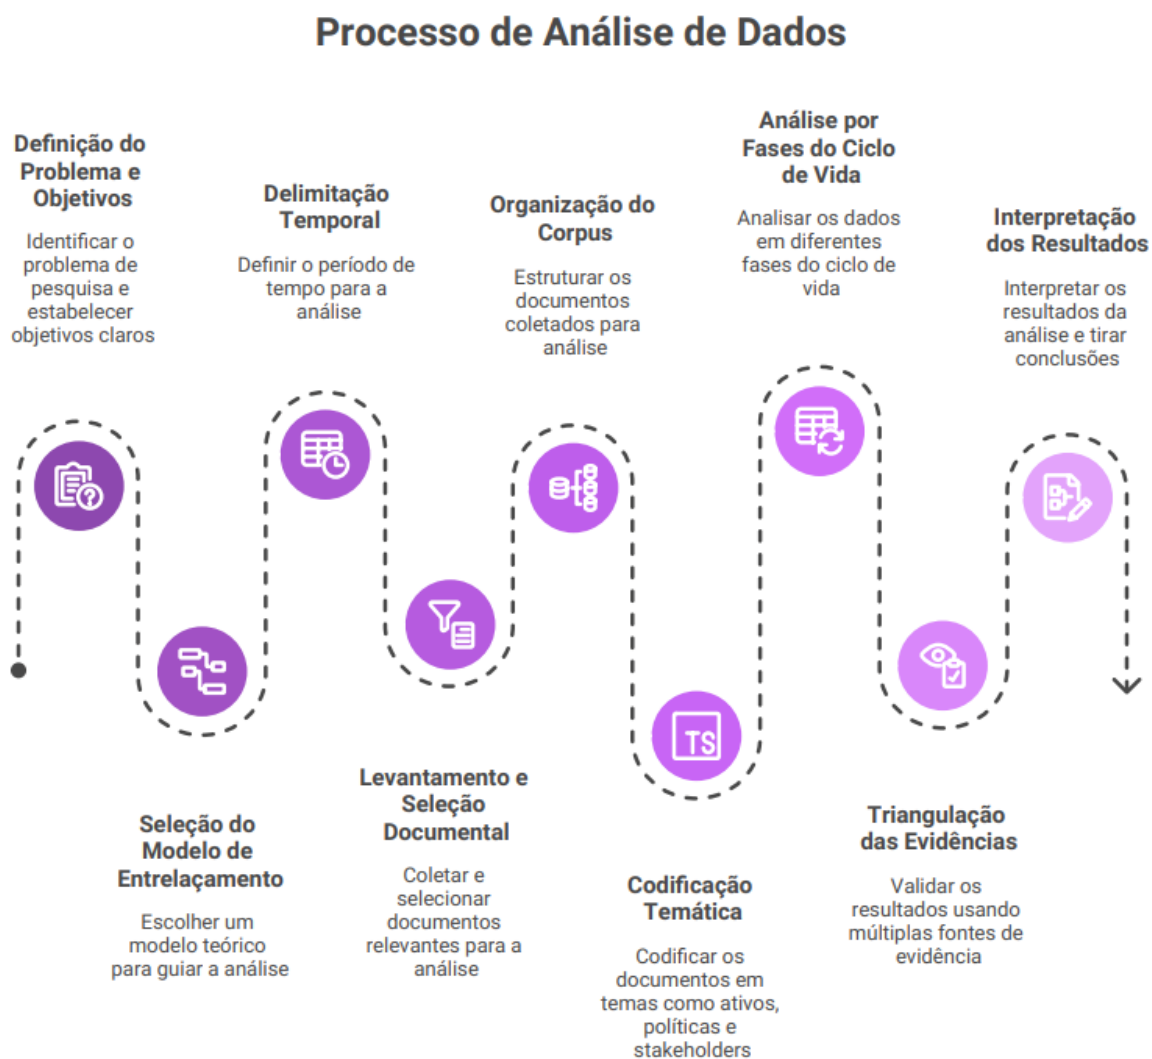 Processo de Análise de Dados
Definição do
Problema e
Objetivos
Identificar o
problema de
pesquisa e
estabelecer
objetivos claros
Seleção do
Modelo de
Entrelaçamento
Escolher um
modelo teórico
para guiar a análise
Delimitação
Temporal
Definir o período de
tempo para a
análise
Levantamento e
Seleção
Documental
Coletar e
selecionar
documentos
relevantes para a
análise
Organização do
Corpus
Estruturar os
documentos
coletados para
análise
TS
Codificação
Temática
Codificar os
documentos em
temas como ativos,
políticas e
stakeholders
Análise por
Fases do Ciclo
de Vida
Analisar os dados
em diferentes
fases do ciclo de
vida
Triangulação
das Evidências
Validar os
resultados usando
múltiplas fontes de
evidência
Interpretação
dos Resultados
Interpretar os
resultados da
análise e tirar
conclusões